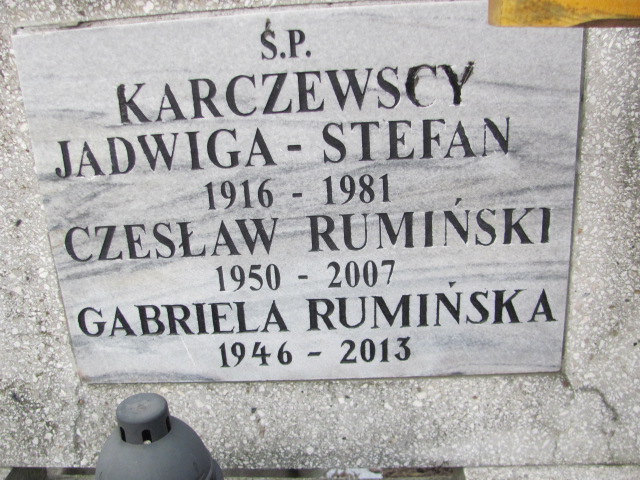 Ś.P.
KARCZEWSCY
JADWIGA - STEFAN
1916 - 1981
CZESŁAW RUMIŃSKI
1950 - 2007
GABRIELA RUMIŃSKA
1946 - 2013